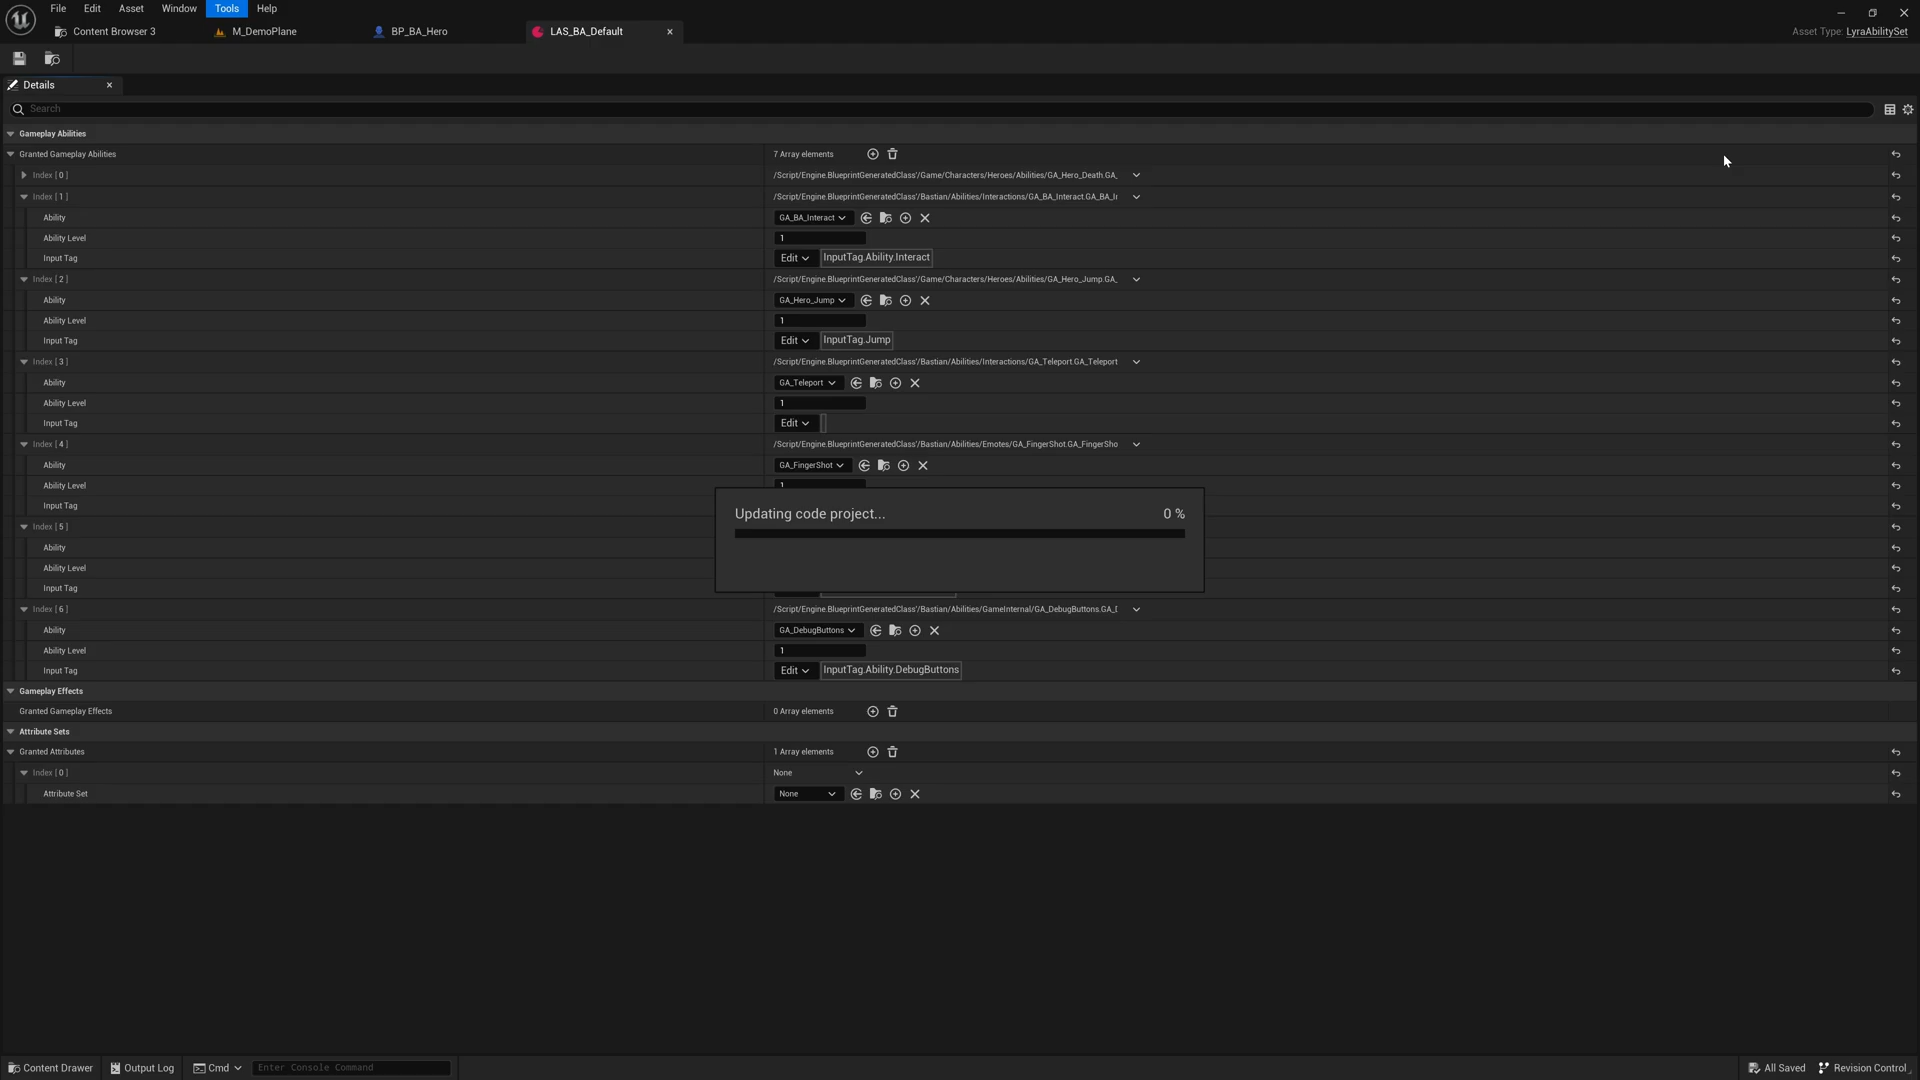 File Edit Asset Window Tools Help
Content Browser 3 M_DemoPlane BP_BA_Hero LAS_BA_Default Asset Type: LyraAbilitySet
Details
Search
Gameplay Abilities
Granted Gameplay Abilities 7 Array elements
Index [ 0 ] /Script/Engine.BlueprintGeneratedClass'/Game/Characters/Heroes/Abilities/GA_Hero_Death.GA_
Index [ 1 ] /Script/Engine.BlueprintGeneratedClass'/Bastian/Abilities/Interactions/GA_BA_Interact.GA_BA_Ir
Ability GA_BA_Interact
Ability Level 1
Input Tag Edit InputTag.Ability.Interact
Index [ 2 ] /Script/Engine.BlueprintGeneratedClass'/Game/Characters/Heroes/Abilities/GA_Hero_Jump.GA_
Ability GA_Hero_Jump
Ability Level 1
Input Tag Edit InputTag.Jump
Index [ 3 ] /Script/Engine.BlueprintGeneratedClass'/Bastian/Abilities/Interactions/GA_Teleport.GA_Teleport
Ability GA_Teleport
Ability Level 1
Input Tag Edit
Index [ 4 ] /Script/Engine.BlueprintGeneratedClass'/Bastian/Abilities/Emotes/GA_FingerShot.GA_FingerSho
Ability GA_FingerShot
Ability Level 1
Input Tag
Updating code project... 0 %
Index [ 5 ]
Ability
Ability Level
Input Tag
Index [ 6 ] /Script/Engine.BlueprintGeneratedClass'/Bastian/Abilities/GameInternal/GA_DebugButtons.GA_D
Ability GA_DebugButtons
Ability Level 1
Input Tag Edit InputTag.Ability.DebugButtons
Gameplay Effects
Granted Gameplay Effects 0 Array elements
Attribute Sets
Granted Attributes 1 Array elements
Index [ 0 ] None
Attribute Set None
Content Drawer Output Log Cmd Enter Console Command All Saved Revision Control